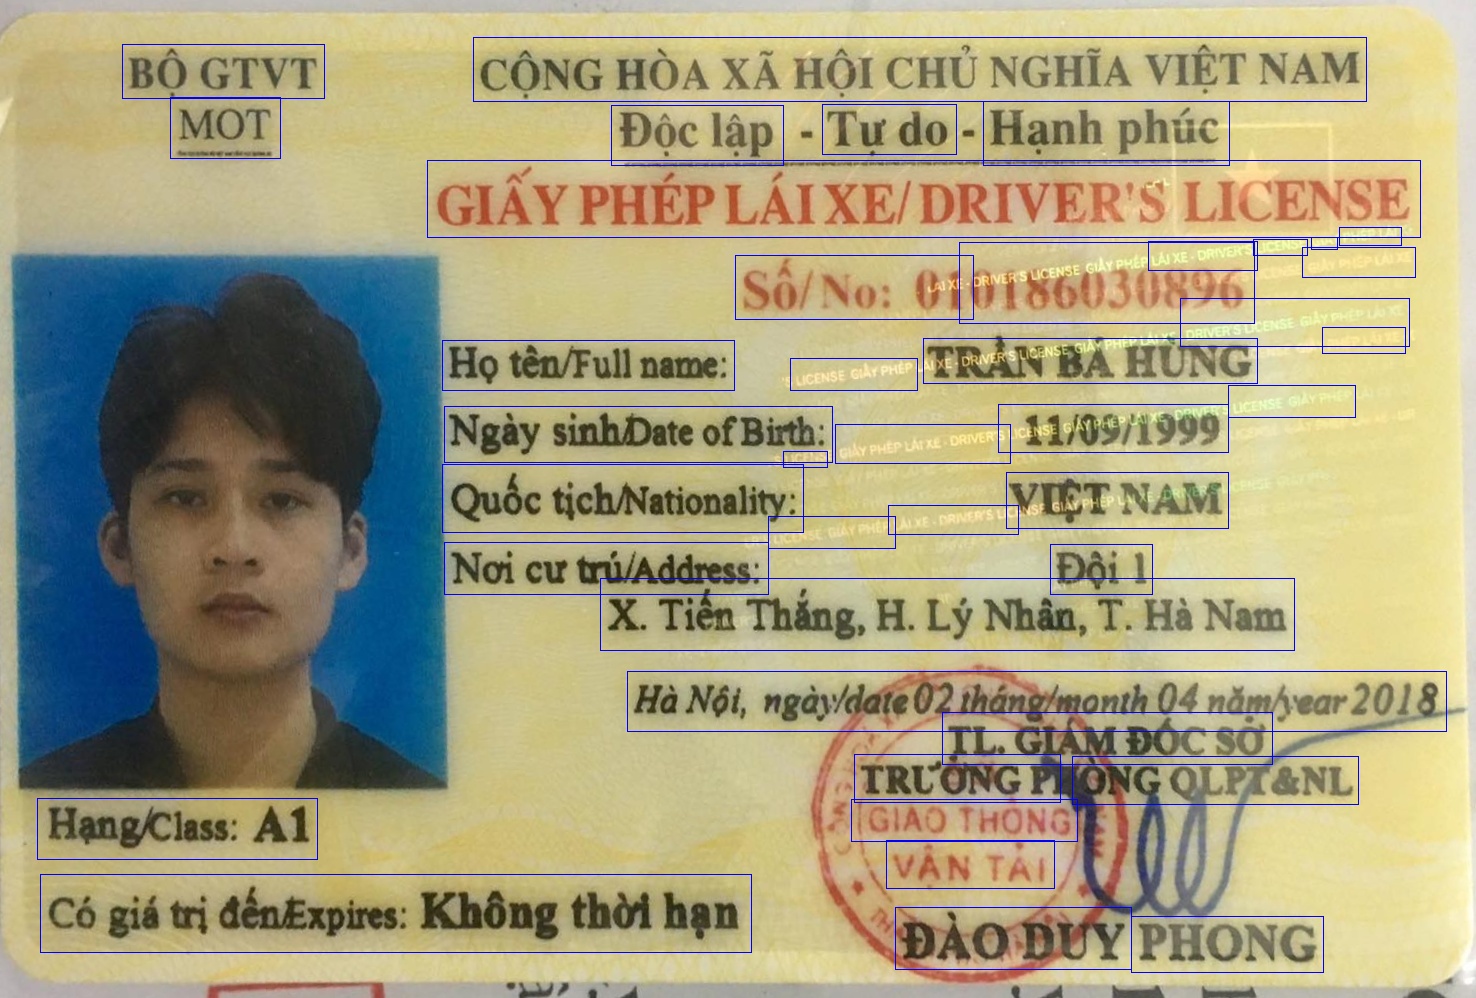 BỘ GTVT
MOT
CỘNG HÒA XÃ HỘI CHỦ NGHĨA VIỆT NAM
Độc lập - Tự do - Hạnh phúc
GIẤY PHÉP LÁI XE/ DRIVER'S LICENSE
Số/ No: 010186030896
Họ tên/Full name: TRẦN BÁ HÙNG
Ngày sinh/Date of Birth: 11/09/1999
Quốc tịch/Nationality: VIỆT NAM
Nơi cư trú/Address: Đội 1
X. Tiến Thắng, H. Lý Nhân, T. Hà Nam
Hà Nội, ngày/date 02 tháng/month 04 năm/year 2018
TL. GIÁM ĐỐC SỞ
TRƯỞNG PHÒNG QLPT&NL
GIAO THÔNG
VẬN TẢI
Hạng/Class: A1
Có giá trị đến/Expires: Không thời hạn
ĐÀO DUY PHONG